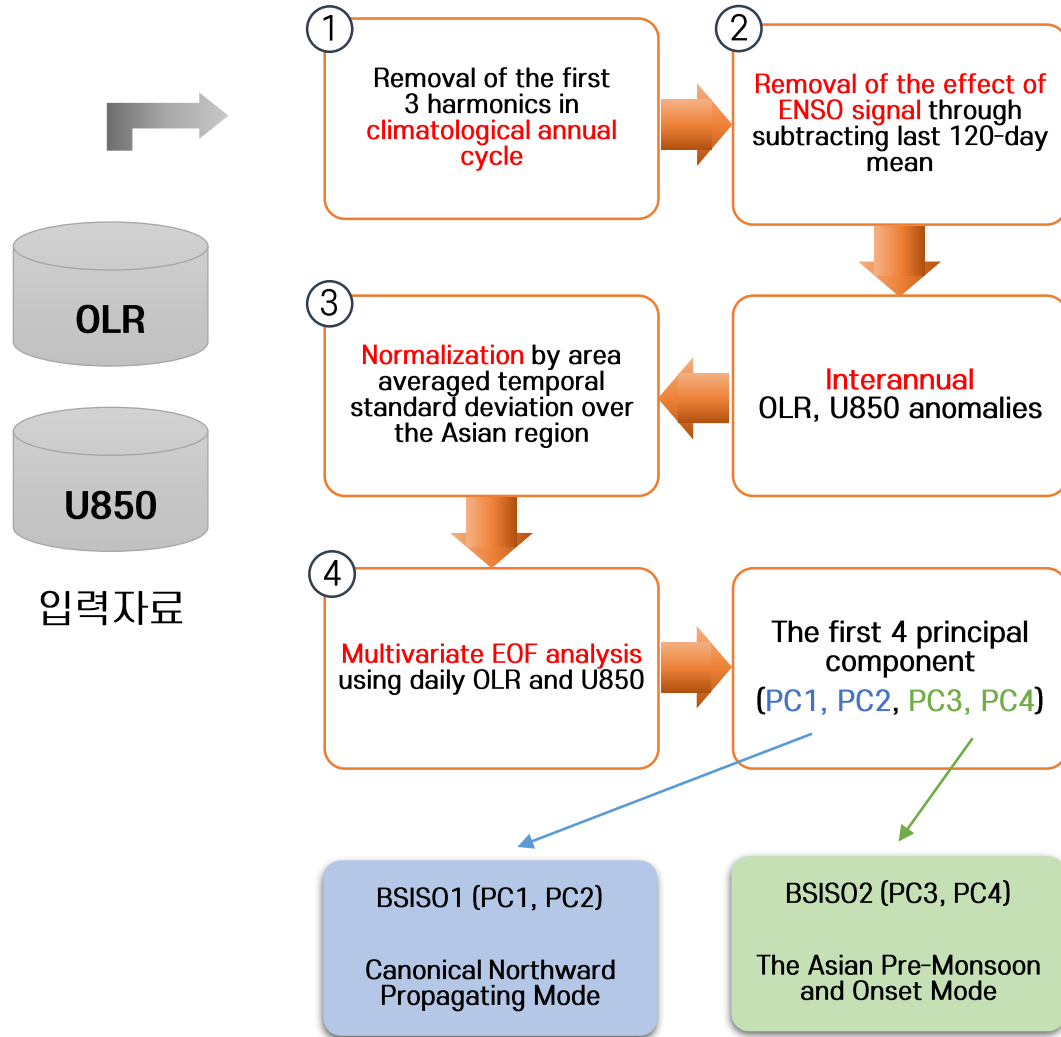 1
Removal of the first
3 harmonics in
climatological annual
cycle
2
Removal of the effect of
ENSO signal through
subtracting last 120-day
mean
OLR
U850
입력자료
3
Normalization by area
averaged temporal
standard deviation over
the Asian region
Interannual
OLR, U850 anomalies
4
Multivariate EOF analysis
using daily OLR and U850
The first 4 principal
component
(PC1, PC2, PC3, PC4)
BSISO1 (PC1, PC2)
Canonical Northward
Propagating Mode
BSISO2 (PC3, PC4)
The Asian Pre-Monsoon
and Onset Mode